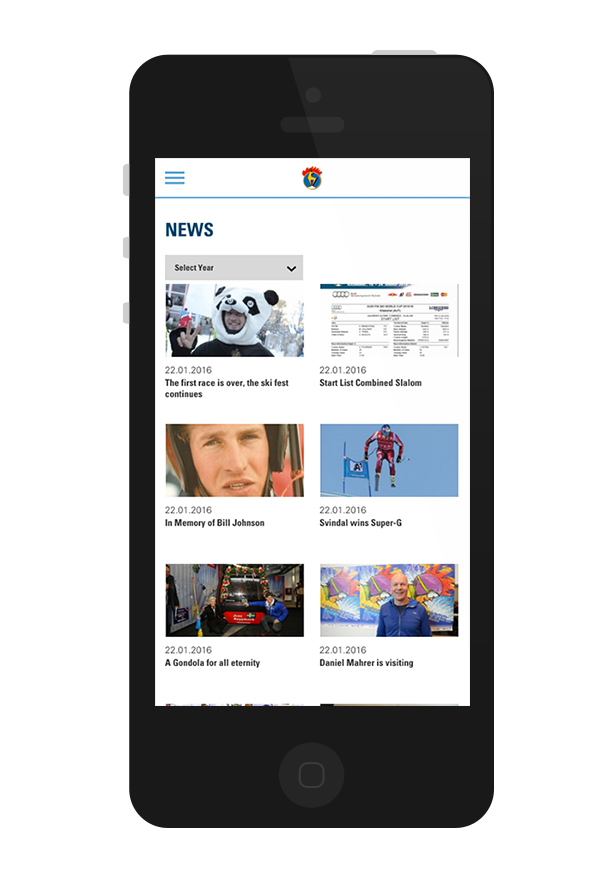 NEWS
Select Year
22.01.2016
The first race is over, the ski fest
continues
START LIST
22.01.2016
Start List Combined Slalom
22.01.2016
In Memory of Bill Johnson
22.01.2016
Svindal wins Super-G
22.01.2016
A Gondola for all eternity
22.01.2016
Daniel Mahrer is visiting